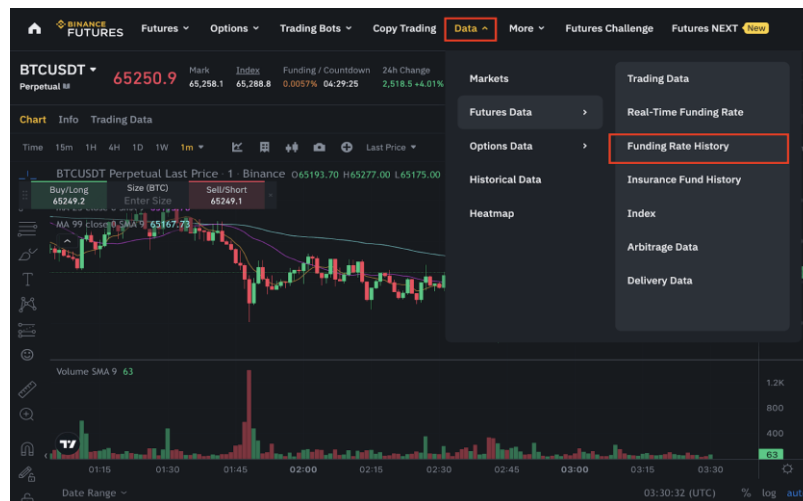 BINANCE FUTURES Futures Options Trading Bots Copy Trading Data More Futures Challenge Futures NEXT New
BTCUSDT
Perpetual
65250.9
Mark
65,258.1
Index
65,288.8
Funding / Countdown
0.0057% 04:29:25
24h Change
2,518.5 +4.01%
Chart Info Trading Data
Time 15m 1H 4H 1D 1W 1m Last Price
BTCUSDT Perpetual Last Price · 1 · Binance O65193.70 H65277.00 L65175.00
Buy/Long
65249.2
Size (BTC)
Enter Size
Sell/Short
65249.1
MA 99 close 0 SMA 9 65167.73
Markets
Futures Data
Options Data
Historical Data
Heatmap
Trading Data
Real-Time Funding Rate
Funding Rate History
Insurance Fund History
Index
Arbitrage Data
Delivery Data
Volume SMA 9 63
1.2K
800
400
63
01:15 01:30 01:45 02:00 02:15 02:30 02:45 03:00 03:15 03:30
Date Range 03:30:32 (UTC) % log aut